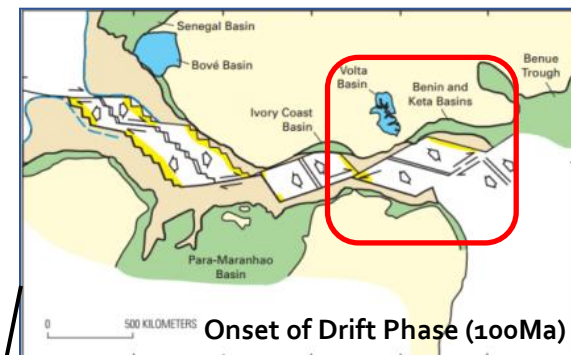 Senegal Basin
Bové Basin
Volta
Basin
Benin and
Keta Basins
Benue
Trough
Ivory Coast
Basin
Para-Maranhao
Basin
0 500 KILOMETERS
Onset of Drift Phase (100Ma)